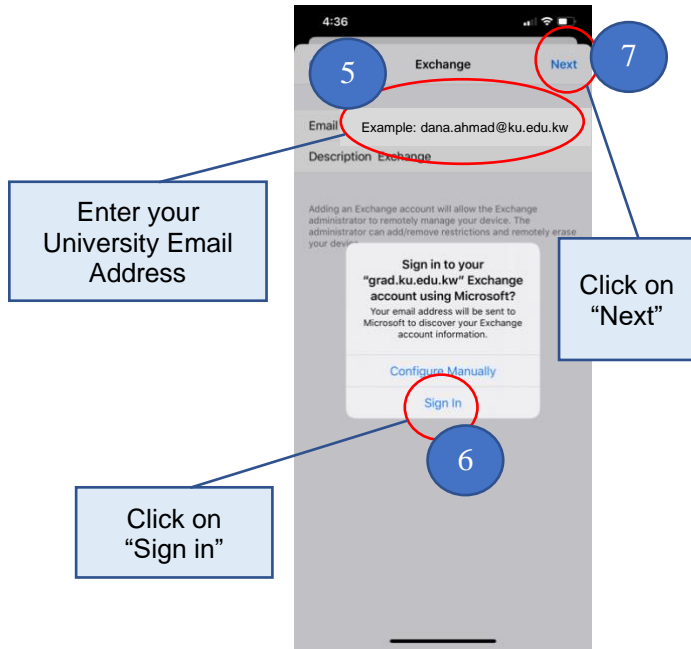 4:36
5
Exchange
Next
7
Email
Example: dana.ahmad@ku.edu.kw
Description Exchange
Enter your
University Email
Address
Adding an Exchange account will allow the Exchange
administrator to remotely manage your device. The
administrator can add/remove restrictions and remotely erase
your device.
Sign in to your
“grad.ku.edu.kw” Exchange
account using Microsoft?
Your email address will be sent to
Microsoft to discover your Exchange
account information.
Configure Manually
Sign In
Click on
“Next”
6
Click on
“Sign in”